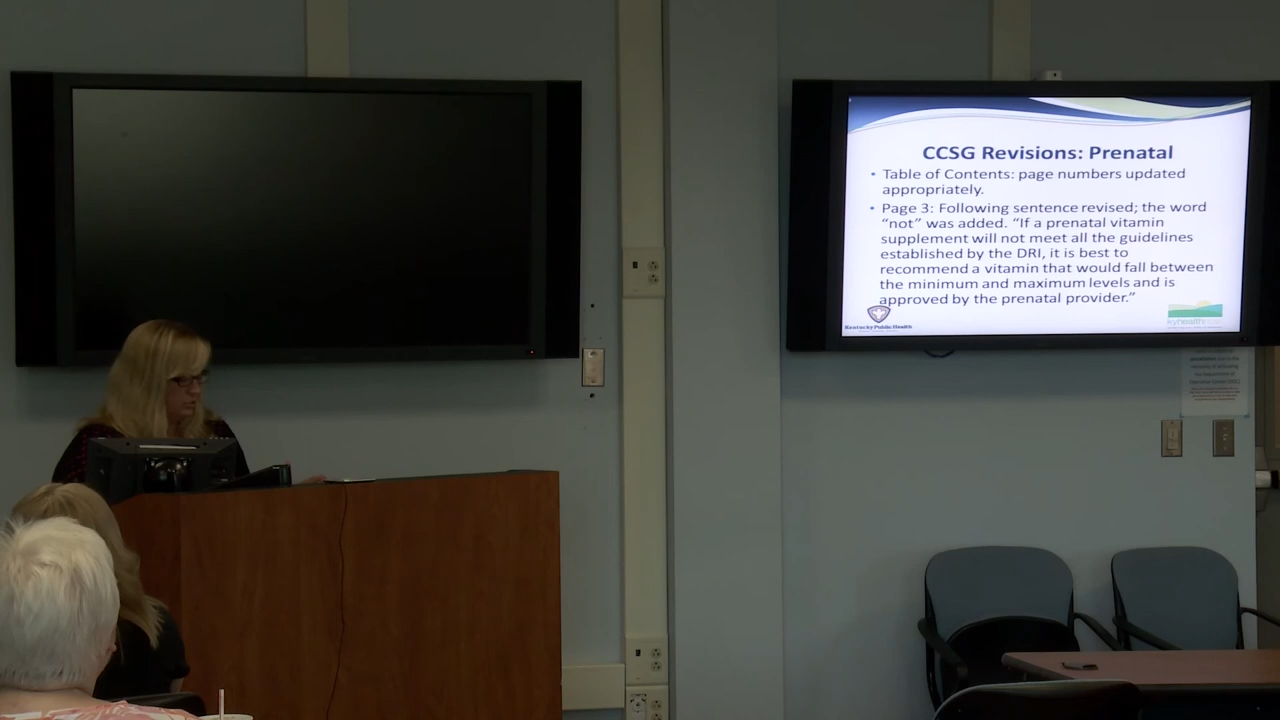 CCSG Revisions: Prenatal
• Table of Contents: page numbers updated
appropriately.
• Page 3: Following sentence revised; the word
“not” was added. “If a prenatal vitamin
supplement will not meet all the guidelines
established by the DRI, it is best to
recommend a vitamin that would fall between
the minimum and maximum levels and is
approved by the prenatal provider.”
Kentucky Public Health
kyhealthnow